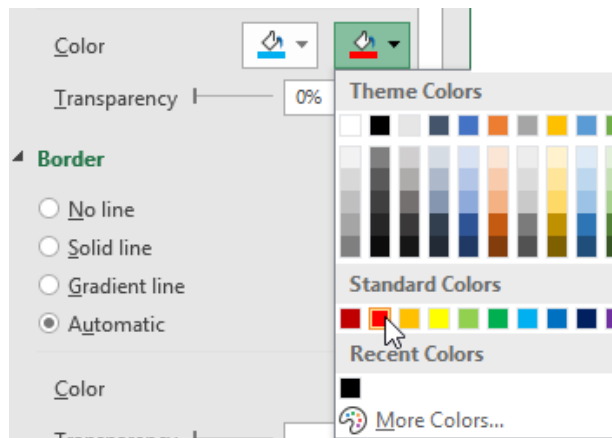 Color
Transparency 0%
Theme Colors
Border
No line
Solid line
Gradient line
Automatic
Standard Colors
Recent Colors
Color
More Colors...